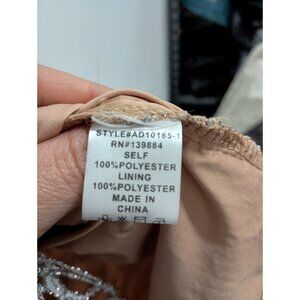 STYLE#AD10165-1
RN#139884
SELF
100%POLYESTER
LINING
100%POLYESTER
MADE IN
CHINA